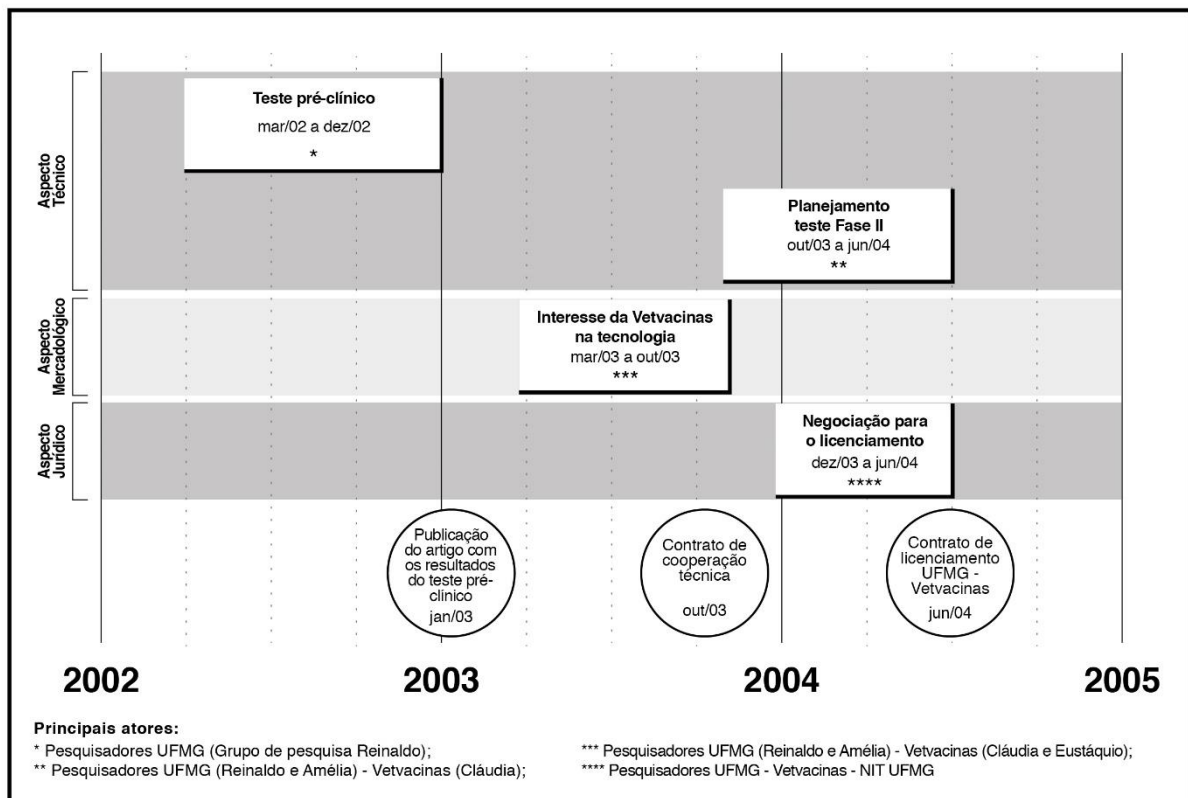 Aspecto
Técnico
Teste pré-clínico
mar/02 a dez/02
*
Planejamento
teste Fase II
out/03 a jun/04
**
Aspecto
Mercadológico
Interesse da Vetvacinas
na tecnologia
mar/03 a out/03
***
Aspecto
Jurídico
Negociação para
o licenciamento
dez/03 a jun/04
****
Publicação
do artigo com
os resultados
do teste pré-
clínico
jan/03
Contrato de
cooperação
técnica
out/03
Contrato de
licenciamento
UFMG -
Vetvacinas
jun/04
2002 2003 2004 2005
Principais atores:
* Pesquisadores UFMG (Grupo de pesquisa Reinaldo);
** Pesquisadores UFMG (Reinaldo e Amélia) - Vetvacinas (Cláudia);
*** Pesquisadores UFMG (Reinaldo e Amélia) - Vetvacinas (Cláudia e Eustáquio);
**** Pesquisadores UFMG - Vetvacinas - NIT UFMG